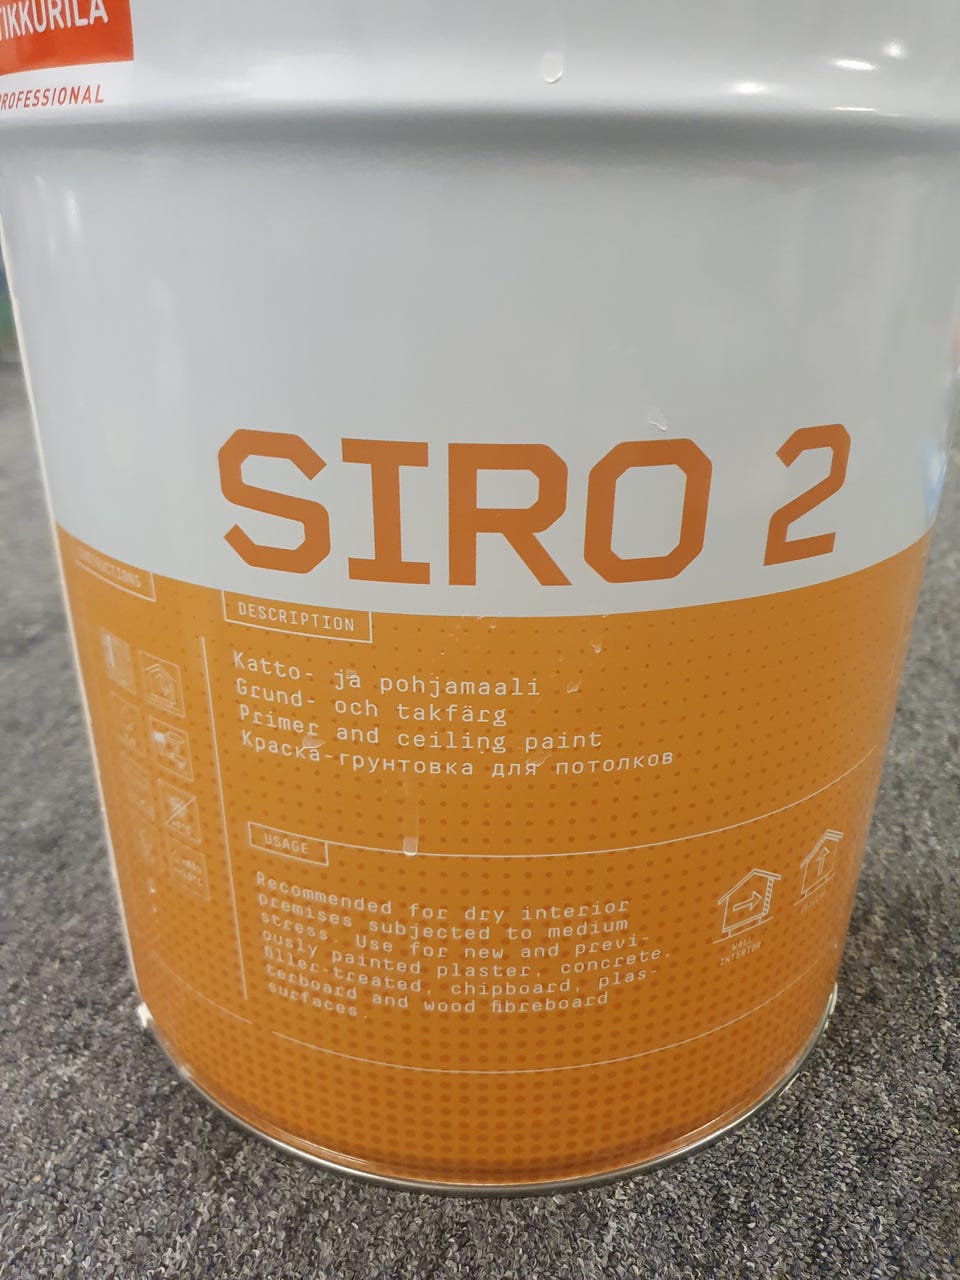 TIKKURILA
PROFESSIONAL
SIRO 2
INSTRUCTIONS
DESCRIPTION
Katto- ja pohjamaali
Grund- och takfärg
Primer and ceiling paint
Краска-грунтовка для потолков
USAGE
Recommended for dry interior
premises subjected to medium
stress. Use for new and previ-
ously painted plaster, concrete,
filler-treated, chipboard, plas-
terboard and wood fibreboard
surfaces.
WALL
INTERIOR